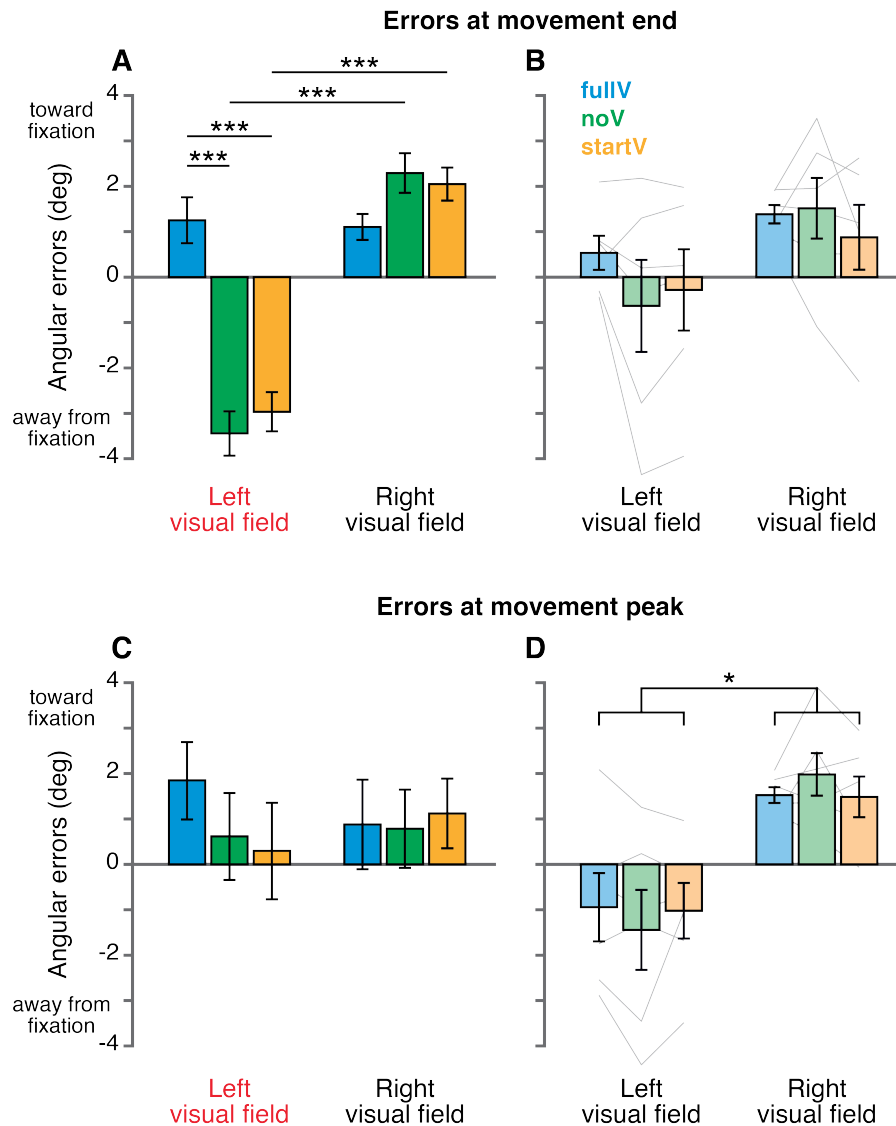 Errors at movement end
A
B
***
***
***
***
fullV
noV
startV
toward
fixation
Angular errors (deg)
away from
fixation
4
2
0
-2
-4
Left
visual field
Right
visual field
Left
visual field
Right
visual field
Errors at movement peak
C
D
*
toward
fixation
Angular errors (deg)
away from
fixation
4
2
0
-2
-4
Left
visual field
Right
visual field
Left
visual field
Right
visual field